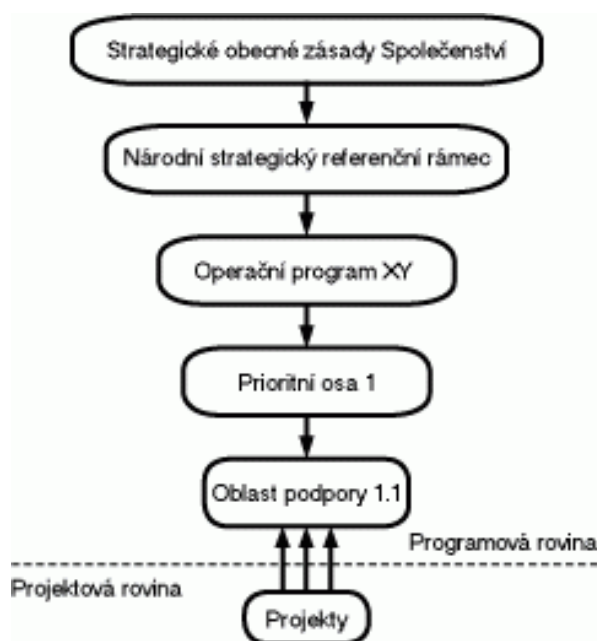 Strategické obecné zásady Společenství
Národní strategický referenční rámec
Operační program XY
Prioritní osa 1
Oblast podpory 1.1
Programová rovina
Projektová rovina
Projekty